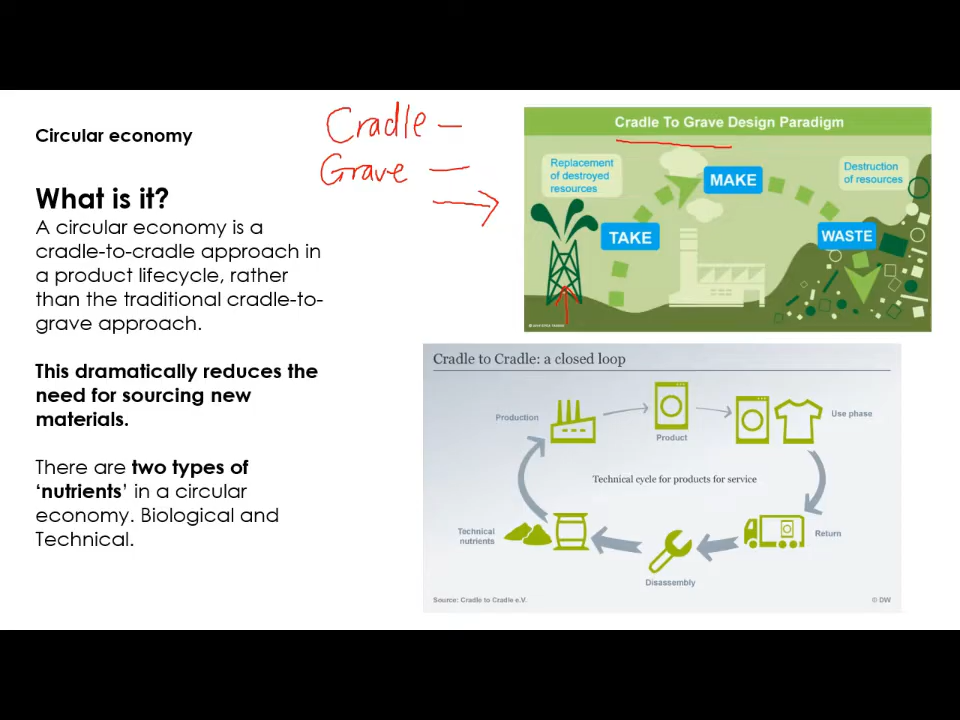 Circular economy
What is it?
A circular economy is a
cradle-to-cradle approach in
a product lifecycle, rather
than the traditional cradle-to-
grave approach.
This dramatically reduces the
need for sourcing new
materials.
There are two types of
‘nutrients’ in a circular
economy. Biological and
Technical.
Cradle –
Grave –
Cradle To Grave Design Paradigm
Replacement
of destroyed
resources
TAKE
MAKE
Destruction
of resources
WASTE
Cradle to Cradle: a closed loop
Production
Product
Use phase
Technical cycle for products for service
Technical
nutrients
Disassembly
Return
Source: Cradle to Cradle e.V.
© DW